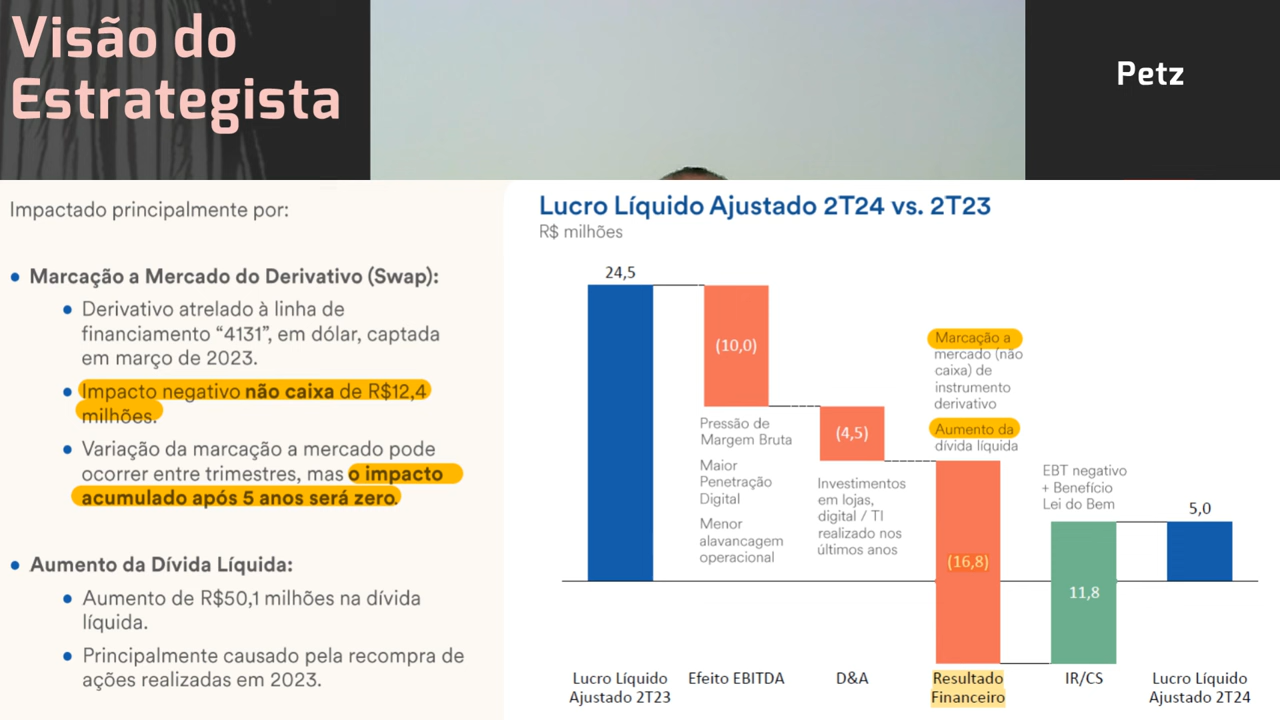 Visão do
Estrategista
Petz
Impactado principalmente por:
• Marcação a Mercado do Derivativo (Swap):
• Derivativo atrelado à linha de
financiamento “4131”, em dólar, captada
em março de 2023.
• Impacto negativo não caixa de R$12,4
milhões.
• Variação da marcação a mercado pode
ocorrer entre trimestres, mas o impacto
acumulado após 5 anos será zero.
• Aumento da Dívida Líquida:
• Aumento de R$50,1 milhões na dívida
líquida.
• Principalmente causado pela recompra de
ações realizadas em 2023.
Lucro Líquido Ajustado 2T24 vs. 2T23
R$ milhões
24,5
(10,0)
Pressão de
Margem Bruta
Maior
Penetração
Digital
Menor
alavancagem
operacional
(4,5)
Investimentos
em lojas,
digital / TI
realizado nos
últimos anos
Marcação a
mercado (não
caixa) de
instrumento
derivativo
Aumento da
dívida líquida
(16,8)
EBT negativo
+ Benefício
Lei do Bem
11,8
5,0
Lucro Líquido
Ajustado 2T23
Efeito EBITDA
D&A
Resultado
Financeiro
IR/CS
Lucro Líquido
Ajustado 2T24